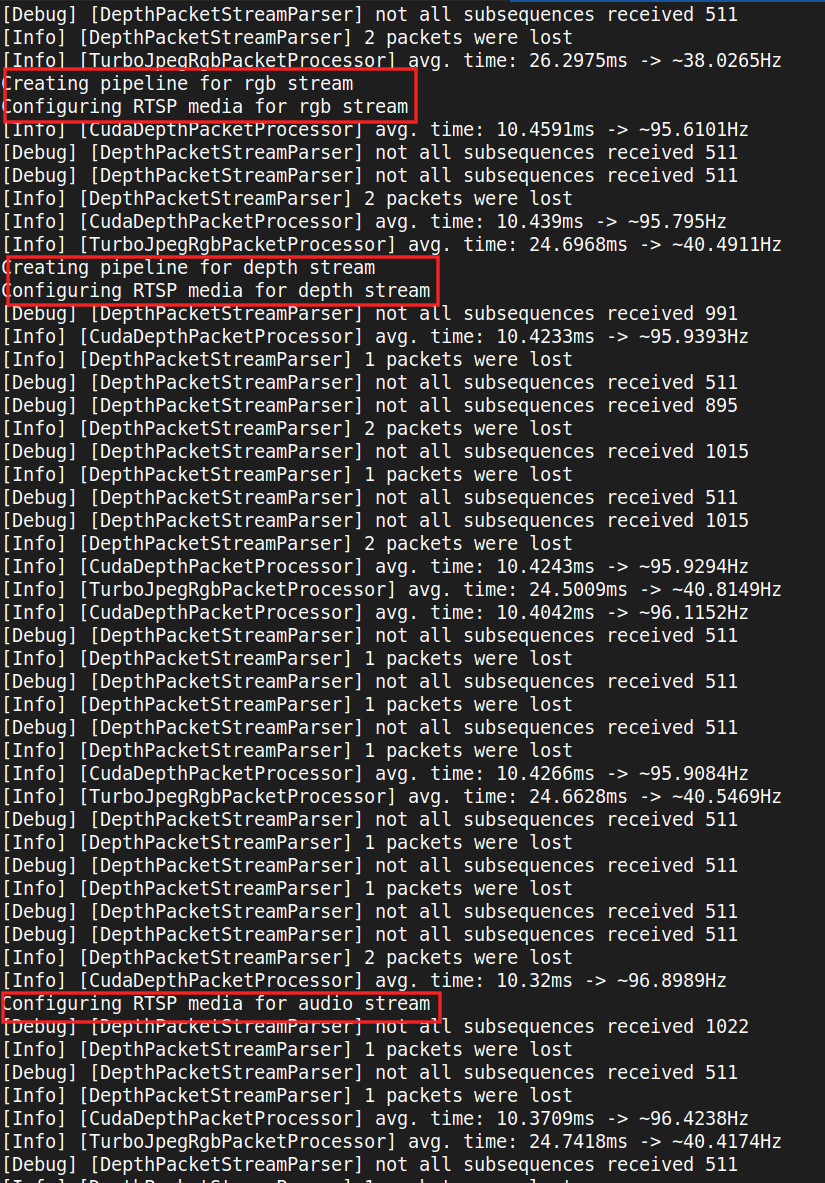 [Debug] [DepthPacketStreamParser] not all subsequences received 511
[Info] [DepthPacketStreamParser] 2 packets were lost
[Info] [TurboJpegRgbPacketProcessor] avg. time: 26.2975ms -> ~38.0265Hz
Creating pipeline for rgb stream
Configuring RTSP media for rgb stream
[Info] [CudaDepthPacketProcessor] avg. time: 10.4591ms -> ~95.6101Hz
[Debug] [DepthPacketStreamParser] not all subsequences received 511
[Debug] [DepthPacketStreamParser] not all subsequences received 511
[Info] [DepthPacketStreamParser] 2 packets were lost
[Info] [CudaDepthPacketProcessor] avg. time: 10.439ms -> ~95.795Hz
[Info] [TurboJpegRgbPacketProcessor] avg. time: 24.6968ms -> ~40.4911Hz
Creating pipeline for depth stream
Configuring RTSP media for depth stream
[Debug] [DepthPacketStreamParser] not all subsequences received 991
[Info] [CudaDepthPacketProcessor] avg. time: 10.4233ms -> ~95.9393Hz
[Info] [DepthPacketStreamParser] 1 packets were lost
[Debug] [DepthPacketStreamParser] not all subsequences received 511
[Debug] [DepthPacketStreamParser] not all subsequences received 895
[Info] [DepthPacketStreamParser] 2 packets were lost
[Debug] [DepthPacketStreamParser] not all subsequences received 1015
[Info] [DepthPacketStreamParser] 1 packets were lost
[Debug] [DepthPacketStreamParser] not all subsequences received 511
[Debug] [DepthPacketStreamParser] not all subsequences received 1015
[Info] [DepthPacketStreamParser] 2 packets were lost
[Info] [CudaDepthPacketProcessor] avg. time: 10.4243ms -> ~95.9294Hz
[Info] [TurboJpegRgbPacketProcessor] avg. time: 24.5009ms -> ~40.8149Hz
[Info] [CudaDepthPacketProcessor] avg. time: 10.4042ms -> ~96.1152Hz
[Debug] [DepthPacketStreamParser] not all subsequences received 511
[Info] [DepthPacketStreamParser] 1 packets were lost
[Debug] [DepthPacketStreamParser] not all subsequences received 511
[Info] [DepthPacketStreamParser] 1 packets were lost
[Debug] [DepthPacketStreamParser] not all subsequences received 511
[Info] [DepthPacketStreamParser] 1 packets were lost
[Info] [CudaDepthPacketProcessor] avg. time: 10.4266ms -> ~95.9084Hz
[Info] [TurboJpegRgbPacketProcessor] avg. time: 24.6628ms -> ~40.5469Hz
[Debug] [DepthPacketStreamParser] not all subsequences received 511
[Info] [DepthPacketStreamParser] 1 packets were lost
[Debug] [DepthPacketStreamParser] not all subsequences received 511
[Info] [DepthPacketStreamParser] 1 packets were lost
[Debug] [DepthPacketStreamParser] not all subsequences received 511
[Debug] [DepthPacketStreamParser] not all subsequences received 511
[Info] [DepthPacketStreamParser] 2 packets were lost
[Info] [CudaDepthPacketProcessor] avg. time: 10.32ms -> ~96.8989Hz
Configuring RTSP media for audio stream
[Debug] [DepthPacketStreamParser] not all subsequences received 1022
[Info] [DepthPacketStreamParser] 1 packets were lost
[Debug] [DepthPacketStreamParser] not all subsequences received 511
[Info] [DepthPacketStreamParser] 1 packets were lost
[Info] [CudaDepthPacketProcessor] avg. time: 10.3709ms -> ~96.4238Hz
[Info] [TurboJpegRgbPacketProcessor] avg. time: 24.7418ms -> ~40.4174Hz
[Debug] [DepthPacketStreamParser] not all subsequences received 511